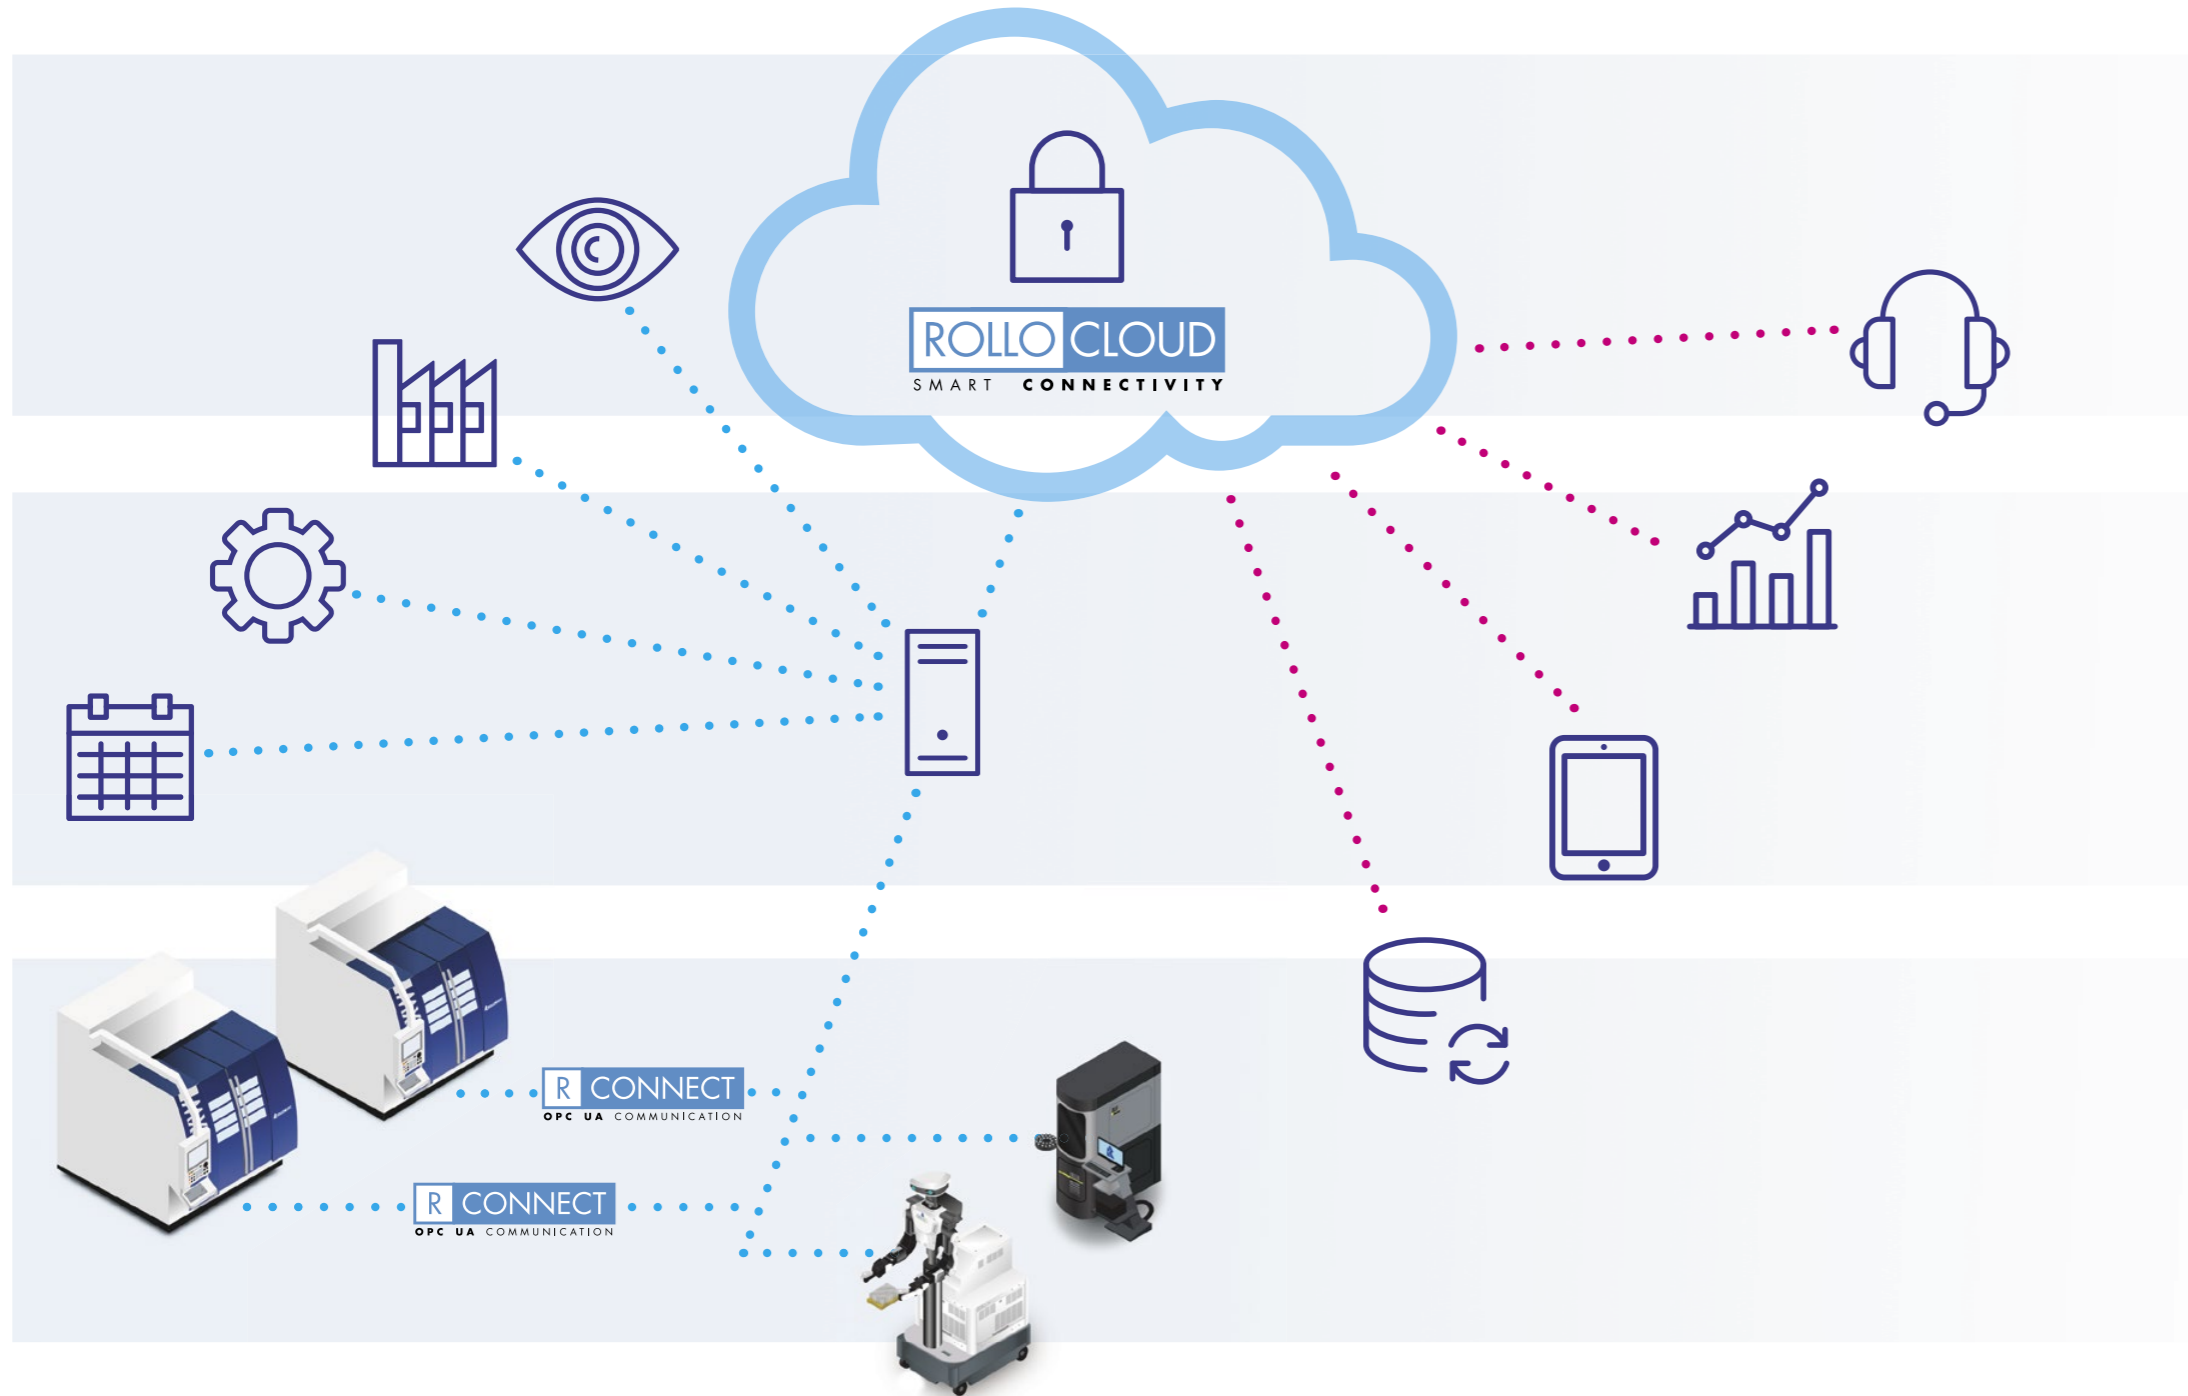 ROLLO CLOUD
SMART CONNECTIVITY
R CONNECT
OPC UA COMMUNICATION
R CONNECT
OPC UA COMMUNICATION